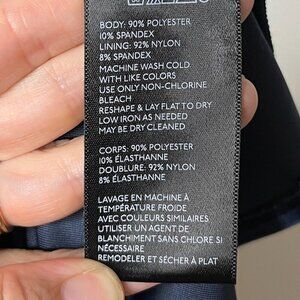 BODY: 90% POLYESTER
10% SPANDEX
LINING: 92% NYLON
8% SPANDEX
MACHINE WASH COLD
WITH LIKE COLORS
USE ONLY NON-CHLORINE
BLEACH
RESHAPE & LAY FLAT TO DRY
LOW IRON AS NEEDED
MAY BE DRY CLEANED
CORPS: 90% POLYESTER
10% ÉLASTHANNE
DOUBLURE: 92% NYLON
8% ÉLASTHANNE
LAVAGE EN MACHINE À
TEMPÉRATURE FROIDE
AVEC COULEURS SIMILAIRES
UTILISER UN AGENT DE
BLANCHIMENT SANS CHLORE SI
NÉCESSAIRE
REMODELER ET SÉCHER À PLAT